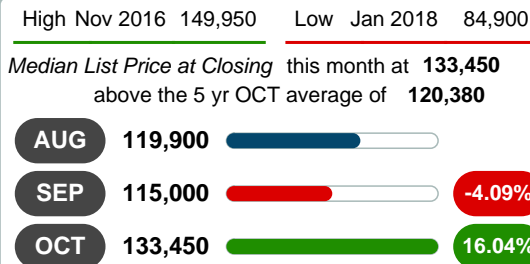 High Nov 2016 149,950 Low Jan 2018 84,900
Median List Price at Closing this month at 133,450
above the 5 yr OCT average of 120,380
AUG 119,900
SEP 115,000 -4.09%
OCT 133,450 16.04%